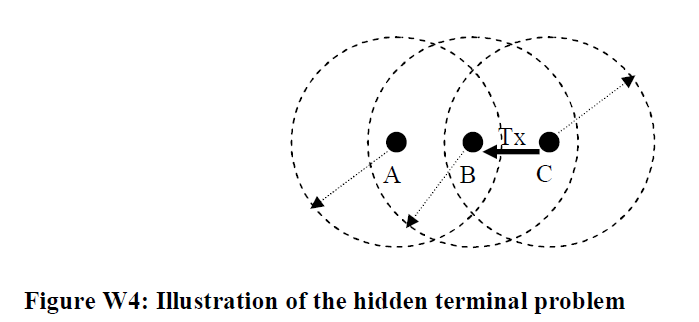 Tx
A
B
C
Figure W4: Illustration of the hidden terminal problem